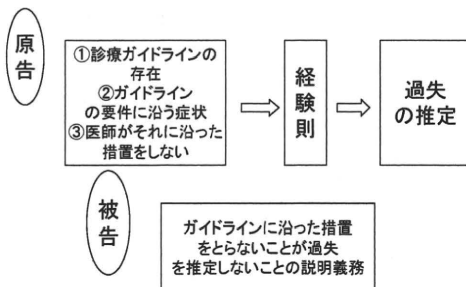 原告
①診療ガイドラインの
存在
②ガイドライン
の要件に沿う症状
③医師がそれに沿った
措置をしない
経験則
過失
の推定
被告
ガイドラインに沿った措置
をとらないことが過失
を推定しないことの説明義務